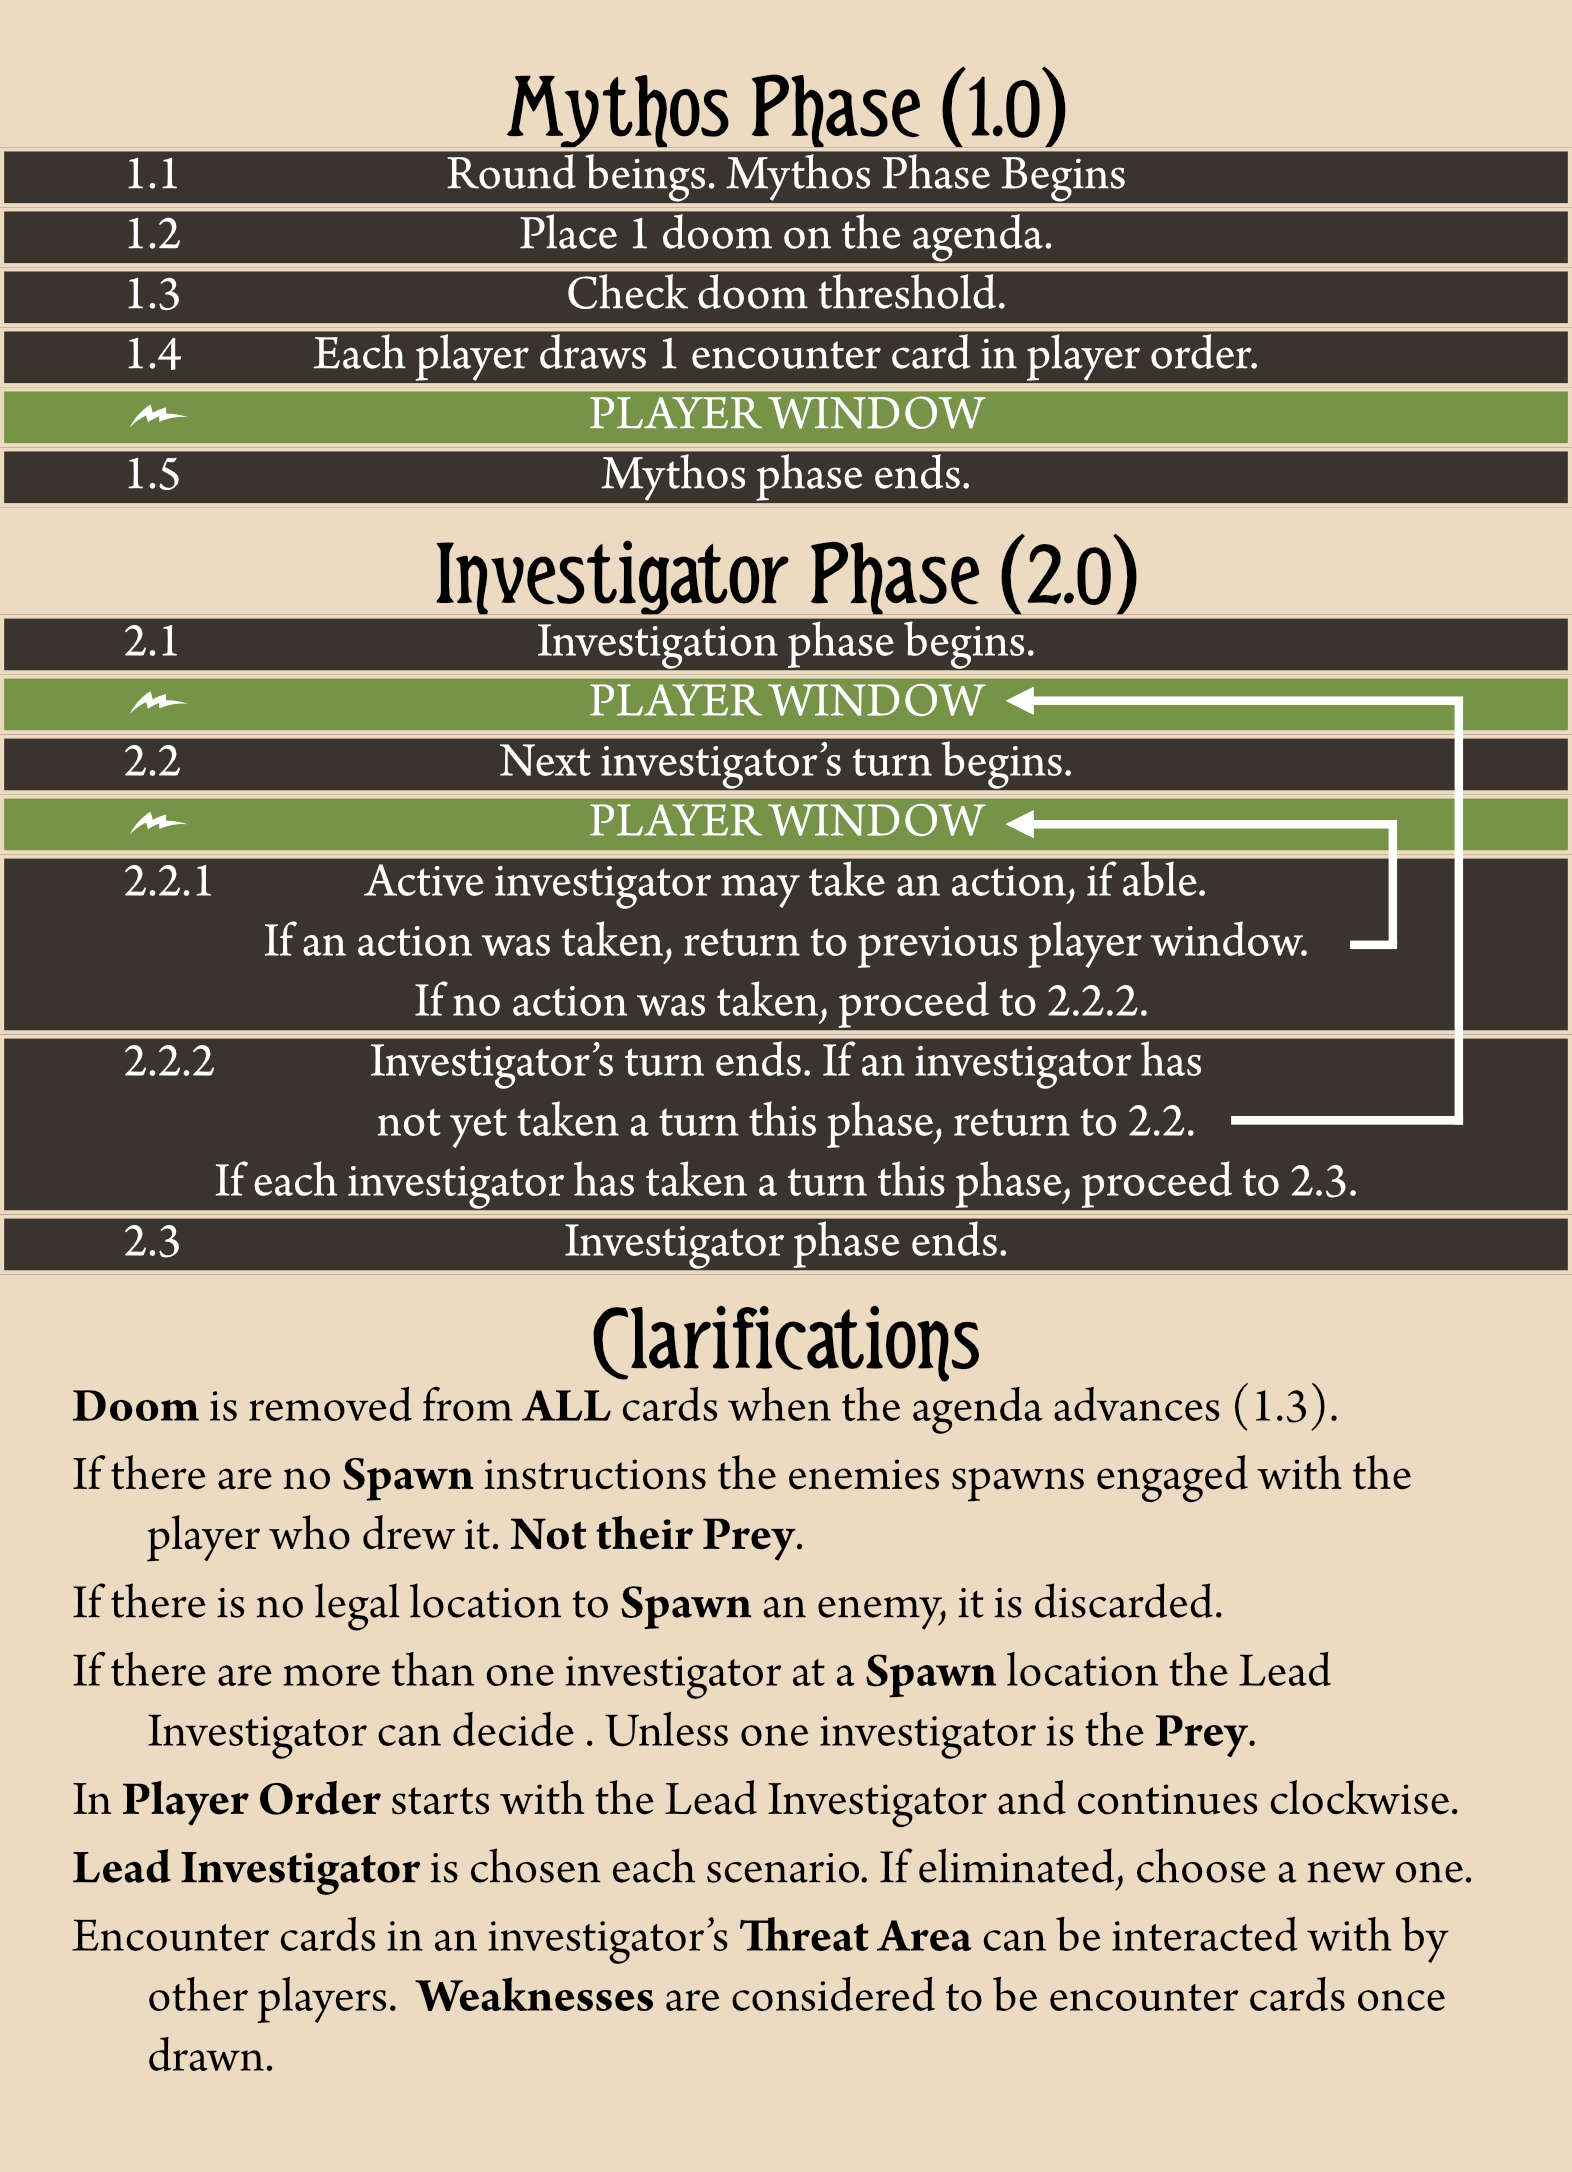 Mythos Phase (1.0)
1.1 Round beings. Mythos Phase Begins
1.2 Place 1 doom on the agenda.
1.3 Check doom threshold.
1.4 Each player draws 1 encounter card in player order.
PLAYER WINDOW
1.5 Mythos phase ends.
Investigator Phase (2.0)
2.1 Investigation phase begins.
PLAYER WINDOW
2.2 Next investigator’s turn begins.
PLAYER WINDOW
2.2.1 Active investigator may take an action, if able.
If an action was taken, return to previous player window.
If no action was taken, proceed to 2.2.2.
2.2.2 Investigator’s turn ends. If an investigator has
not yet taken a turn this phase, return to 2.2.
If each investigator has taken a turn this phase, proceed to 2.3.
2.3 Investigator phase ends.
Clarifications
Doom is removed from ALL cards when the agenda advances (1.3).
If there are no Spawn instructions the enemies spawns engaged with the
player who drew it. Not their Prey.
If there is no legal location to Spawn an enemy, it is discarded.
If there are more than one investigator at a Spawn location the Lead
Investigator can decide . Unless one investigator is the Prey.
In Player Order starts with the Lead Investigator and continues clockwise.
Lead Investigator is chosen each scenario. If eliminated, choose a new one.
Encounter cards in an investigator’s Threat Area can be interacted with by
other players.  Weaknesses are considered to be encounter cards once
drawn.